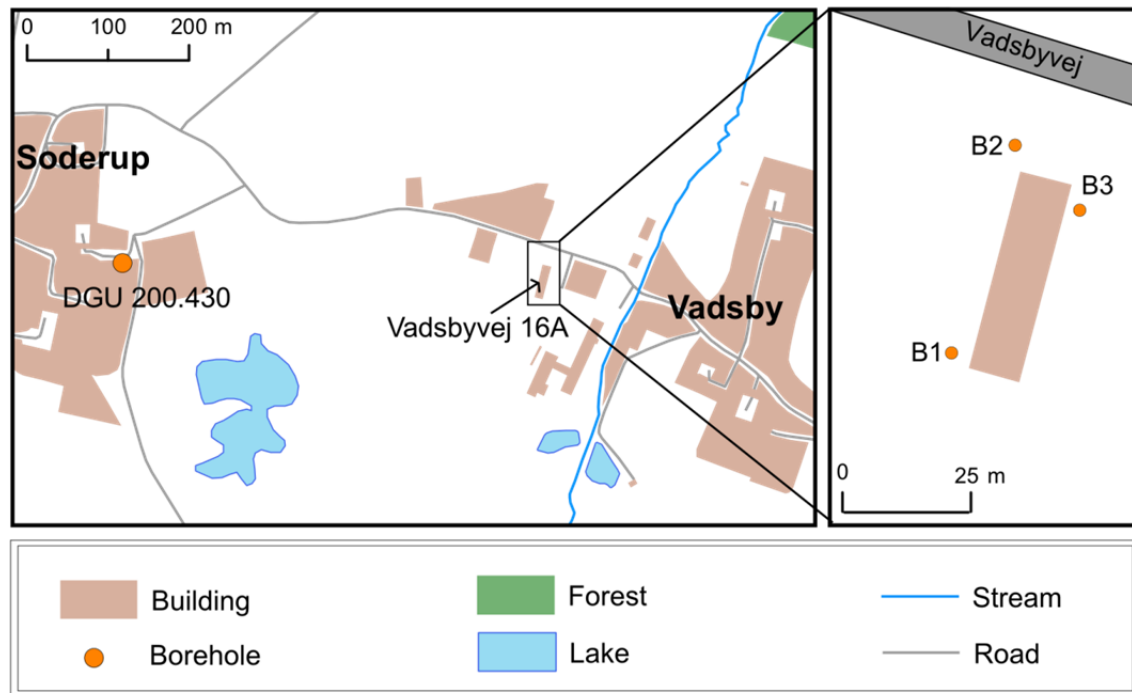 0 100 200 m
Soderup
DGU 200.430
Vadsbyvej 16A
Vadsby
Vadsbyvej
B2
B3
B1
0 25 m
Building
Forest
Stream
Borehole
Lake
Road